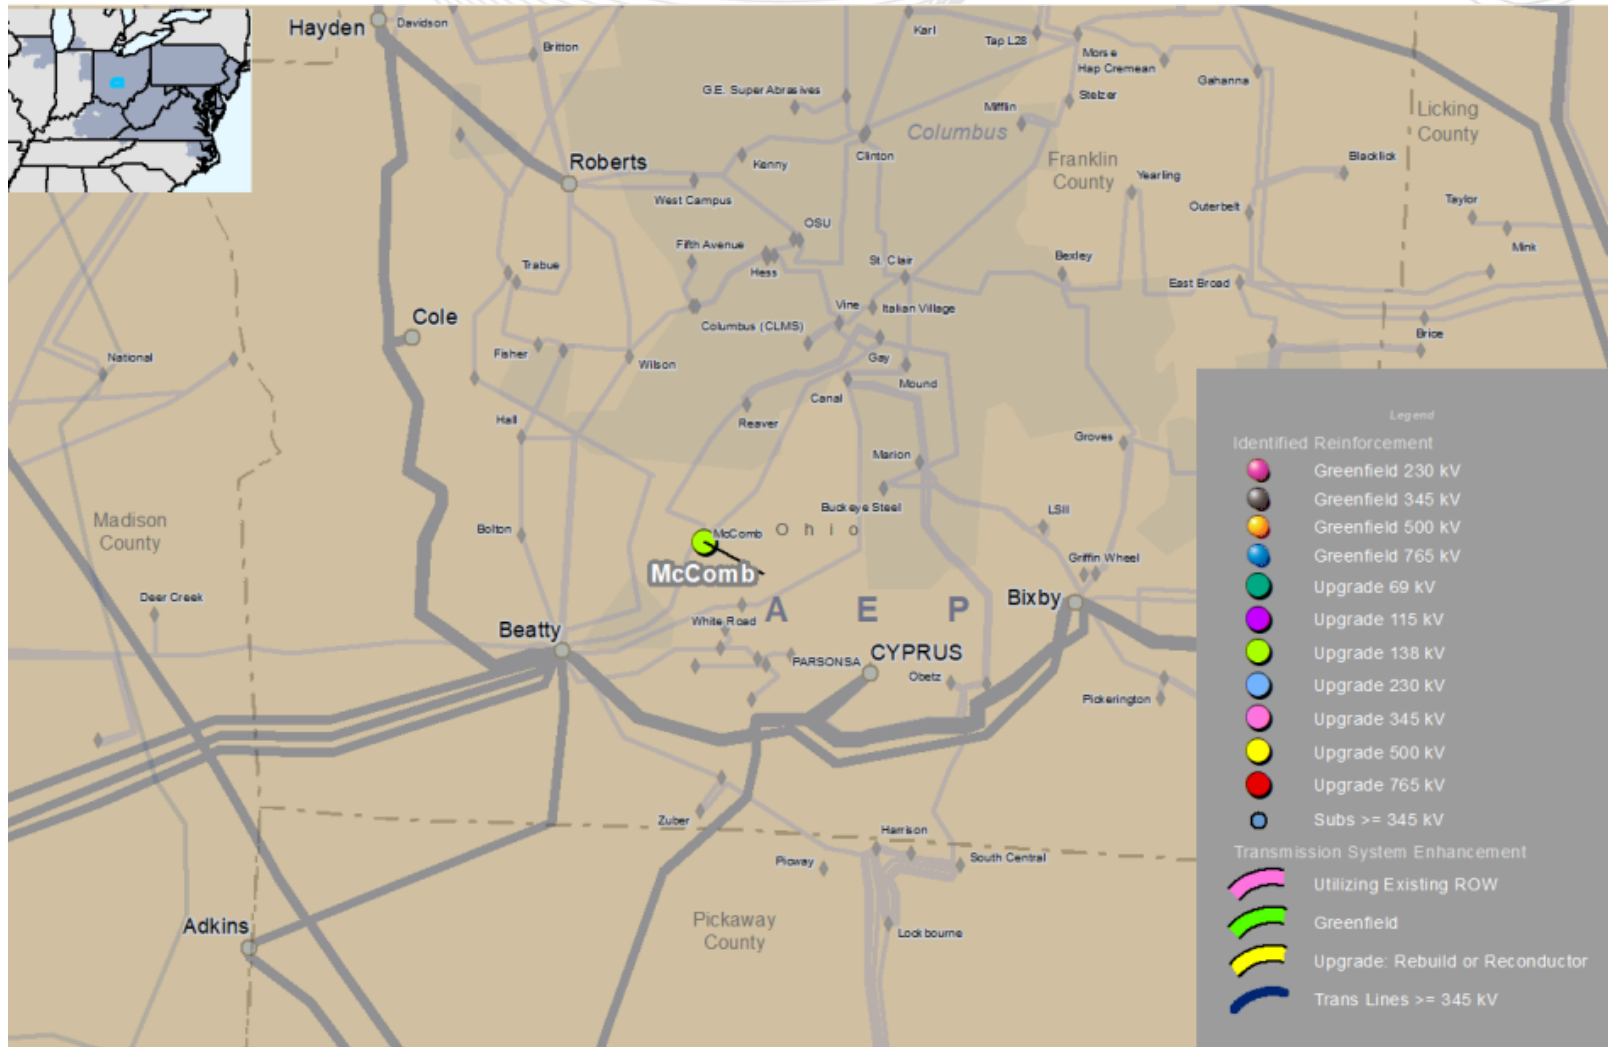 Hayden
Davidson
Britton
Karl
Tap L28
Morse
Hap Cremean
Gahanna
G.E. Super Abrasives
Stelzer
Mifflin
Columbus
Licking
County
Clinton
Roberts
Kenny
Franklin
County
Blacklick
Yearling
West Campus
Outerbelt
Taylor
OSU
Fifth Avenue
Mink
Hess
St. Clair
Bexley
Trabue
East Broad
Vine
Italian Village
Cole
Columbus (CLMS)
Brice
National
Fisher
Wilson
Gay
Mound
Canal
Hall
Reaver
Groves
Marion
Madison
County
Bolton
Buckeye Steel
LSII
McComb
Ohio
Griffin Wheel
McComb
Deer Creek
Bixby
A E P
Beatty
White Road
CYPRUS
PARSONSA
Obetz
Pickerington
Zuber
Harrison
Picway
South Central
Adkins
Pickaway
County
Lockbourne
Legend
Identified Reinforcement
Greenfield 230 kV
Greenfield 345 kV
Greenfield 500 kV
Greenfield 765 kV
Upgrade 69 kV
Upgrade 115 kV
Upgrade 138 kV
Upgrade 230 kV
Upgrade 345 kV
Upgrade 500 kV
Upgrade 765 kV
Subs >= 345 kV
Transmission System Enhancement
Utilizing Existing ROW
Greenfield
Upgrade: Rebuild or Reconductor
Trans Lines >= 345 kV